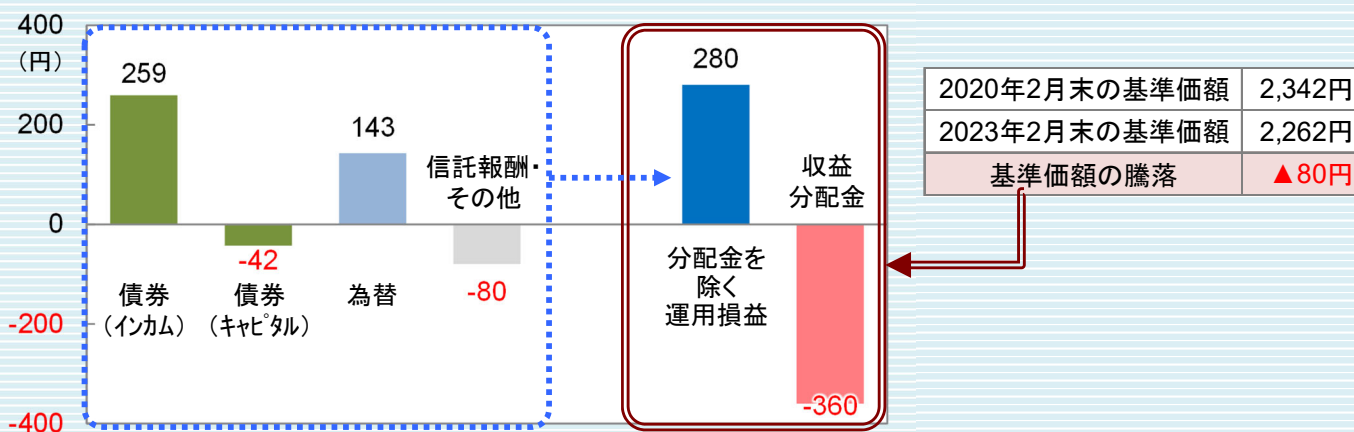 400
（円）
200
0
-200
-400
259
-42
143
信託報酬・
その他
-80
債券
（インカム）
債券
（ｷｬﾋﾟﾀﾙ）
為替
280
収益
分配金
分配金を
除く
運用損益
-360
2020年2月末の基準価額 2,342円
2023年2月末の基準価額 2,262円
基準価額の騰落 ▲80円